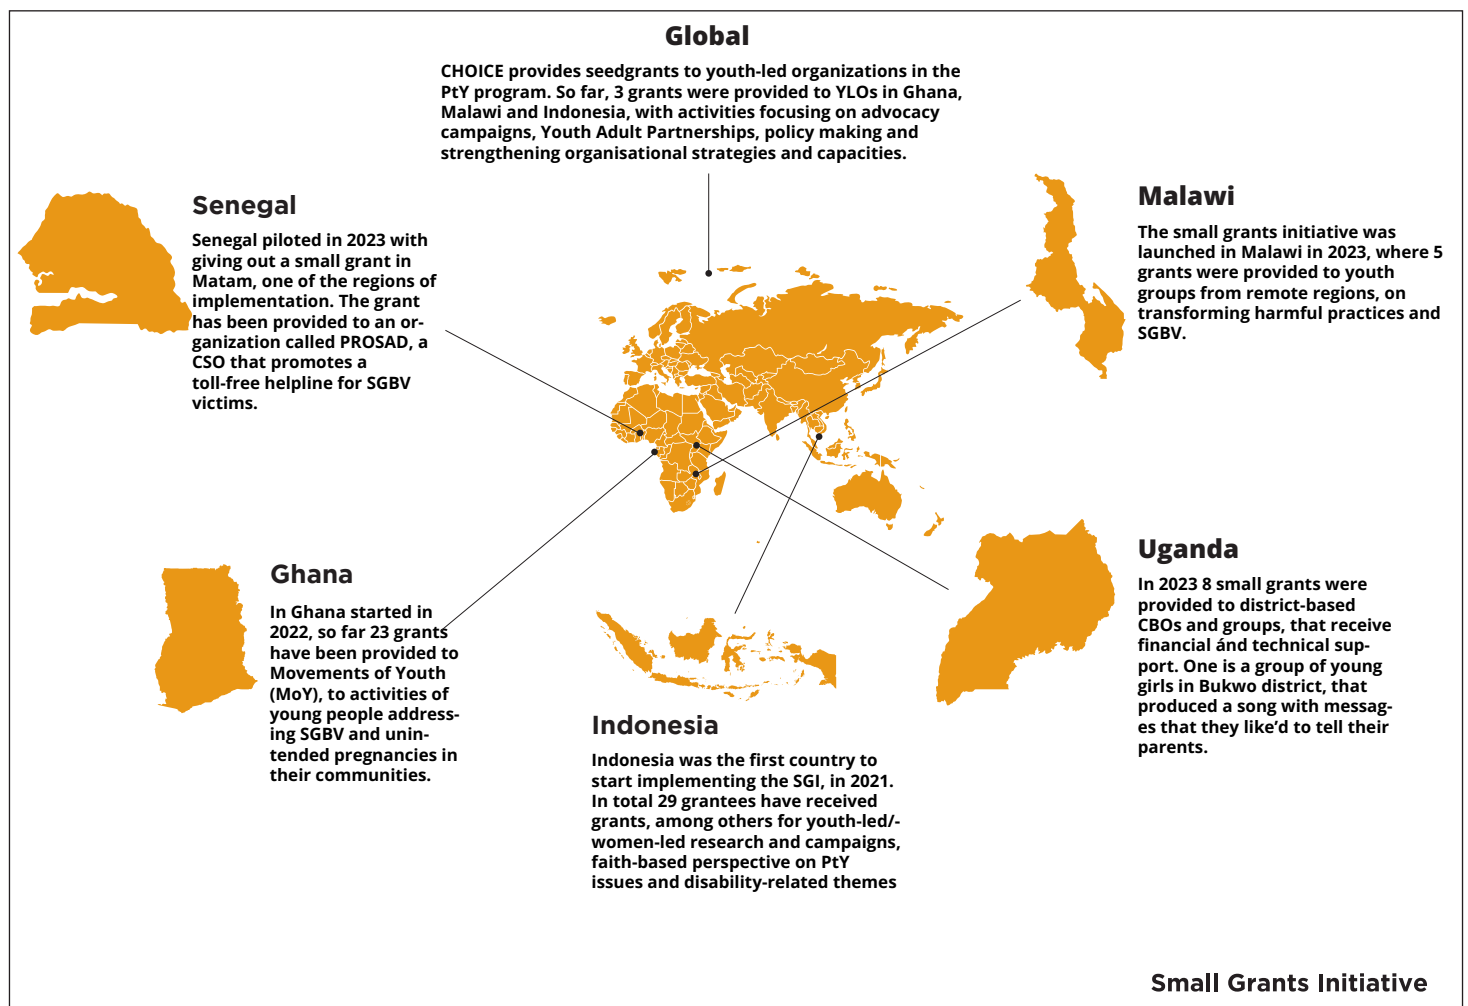 Global
CHOICE provides seedgrants to youth-led organizations in the
PtY program. So far, 3 grants were provided to YLOs in Ghana,
Malawi and Indonesia, with activities focusing on advocacy
campaigns, Youth Adult Partnerships, policy making and
strengthening organisational strategies and capacities.
Senegal
Senegal piloted in 2023 with
giving out a small grant in
Matam, one of the regions of
implementation. The grant
has been provided to an or-
ganization called PROSAD, a
CSO that promotes a
toll-free helpline for SGBV
victims.
Malawi
The small grants initiative was
launched in Malawi in 2023, where 5
grants were provided to youth
groups from remote regions, on
transforming harmful practices and
SGBV.
Ghana
In Ghana started in
2022, so far 23 grants
have been provided to
Movements of Youth
(MoY), to activities of
young people address-
ing SGBV and unin-
tended pregnancies in
their communities.
Indonesia
Indonesia was the first country to
start implementing the SGI, in 2021.
In total 29 grantees have received
grants, among others for youth-led/-
women-led research and campaigns,
faith-based perspective on PtY
issues and disability-related themes
Uganda
In 2023 8 small grants were
provided to district-based
CBOs and groups, that receive
financial ánd technical sup-
port. One is a group of young
girls in Bukwo district, that
produced a song with messag-
es that they like'd to tell their
parents.
Small Grants Initiative